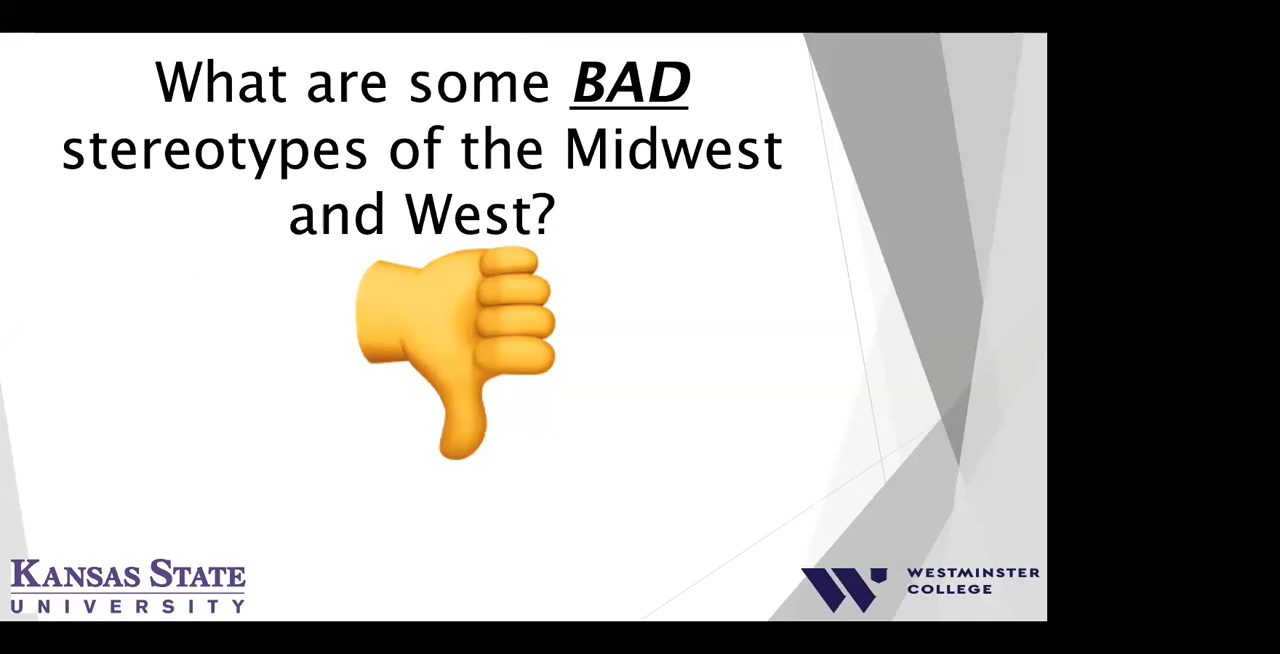 What are some BAD
stereotypes of the Midwest
and West?
KANSAS STATE
UNIVERSITY
WESTMINSTER
COLLEGE